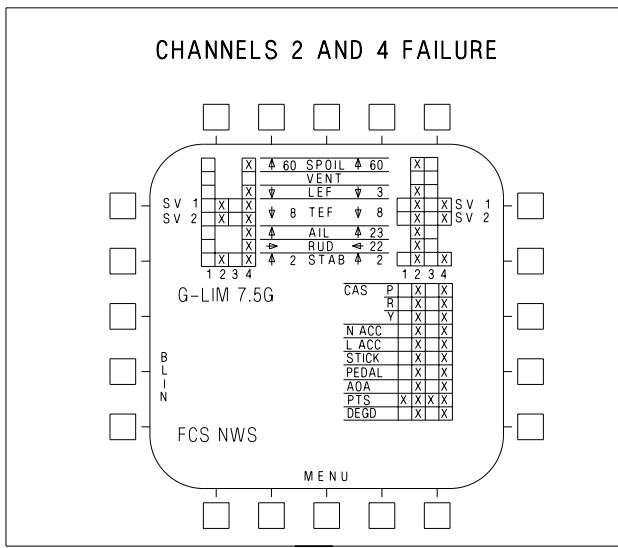 CHANNELS 2 AND 4 FAILURE
X 60 SPOIL 60 X
VENT
X LEF 3 X
SV 1 X X X X SV 1
SV 2 X X 8 TEF 8 X X SV 2
X AIL 23 X
X RUD 22 X
X X 2 STAB 2 X X
1 2 3 4 1 2 3 4
G-LIM 7.5G
CAS P X X
R X X
Y X X
N ACC X X
L ACC X X
STICK X X
PEDAL X X
AOA X X
PTS X X X X
DEGD X X
BLIN
FCS NWS
MENU